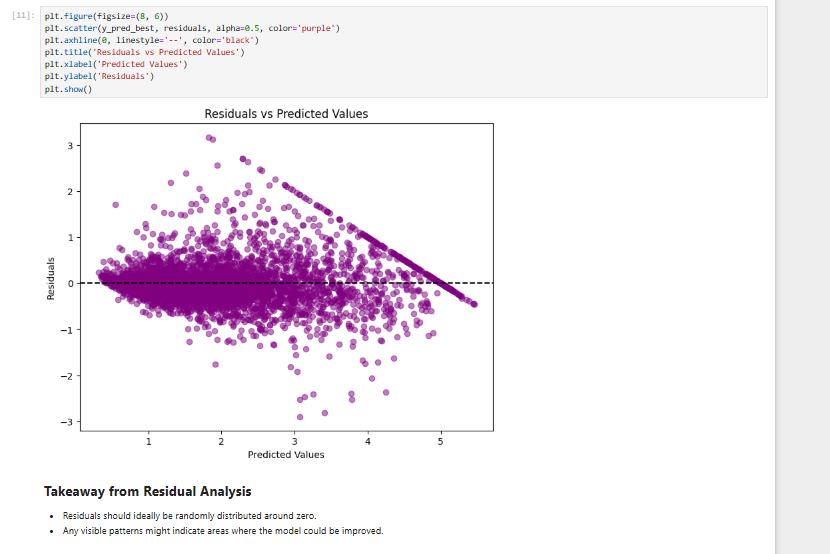 [11]: plt.figure(figsize=(8, 6))
plt.scatter(y_pred_best, residuals, alpha=0.5, color='purple')
plt.axhline(0, linestyle='--', color='black')
plt.title('Residuals vs Predicted Values')
plt.xlabel('Predicted Values')
plt.ylabel('Residuals')
plt.show()
Residuals vs Predicted Values
3
2
1
0
−1
−2
−3
Residuals
1 2 3 4 5
Predicted Values
Takeaway from Residual Analysis
• Residuals should ideally be randomly distributed around zero.
• Any visible patterns might indicate areas where the model could be improved.